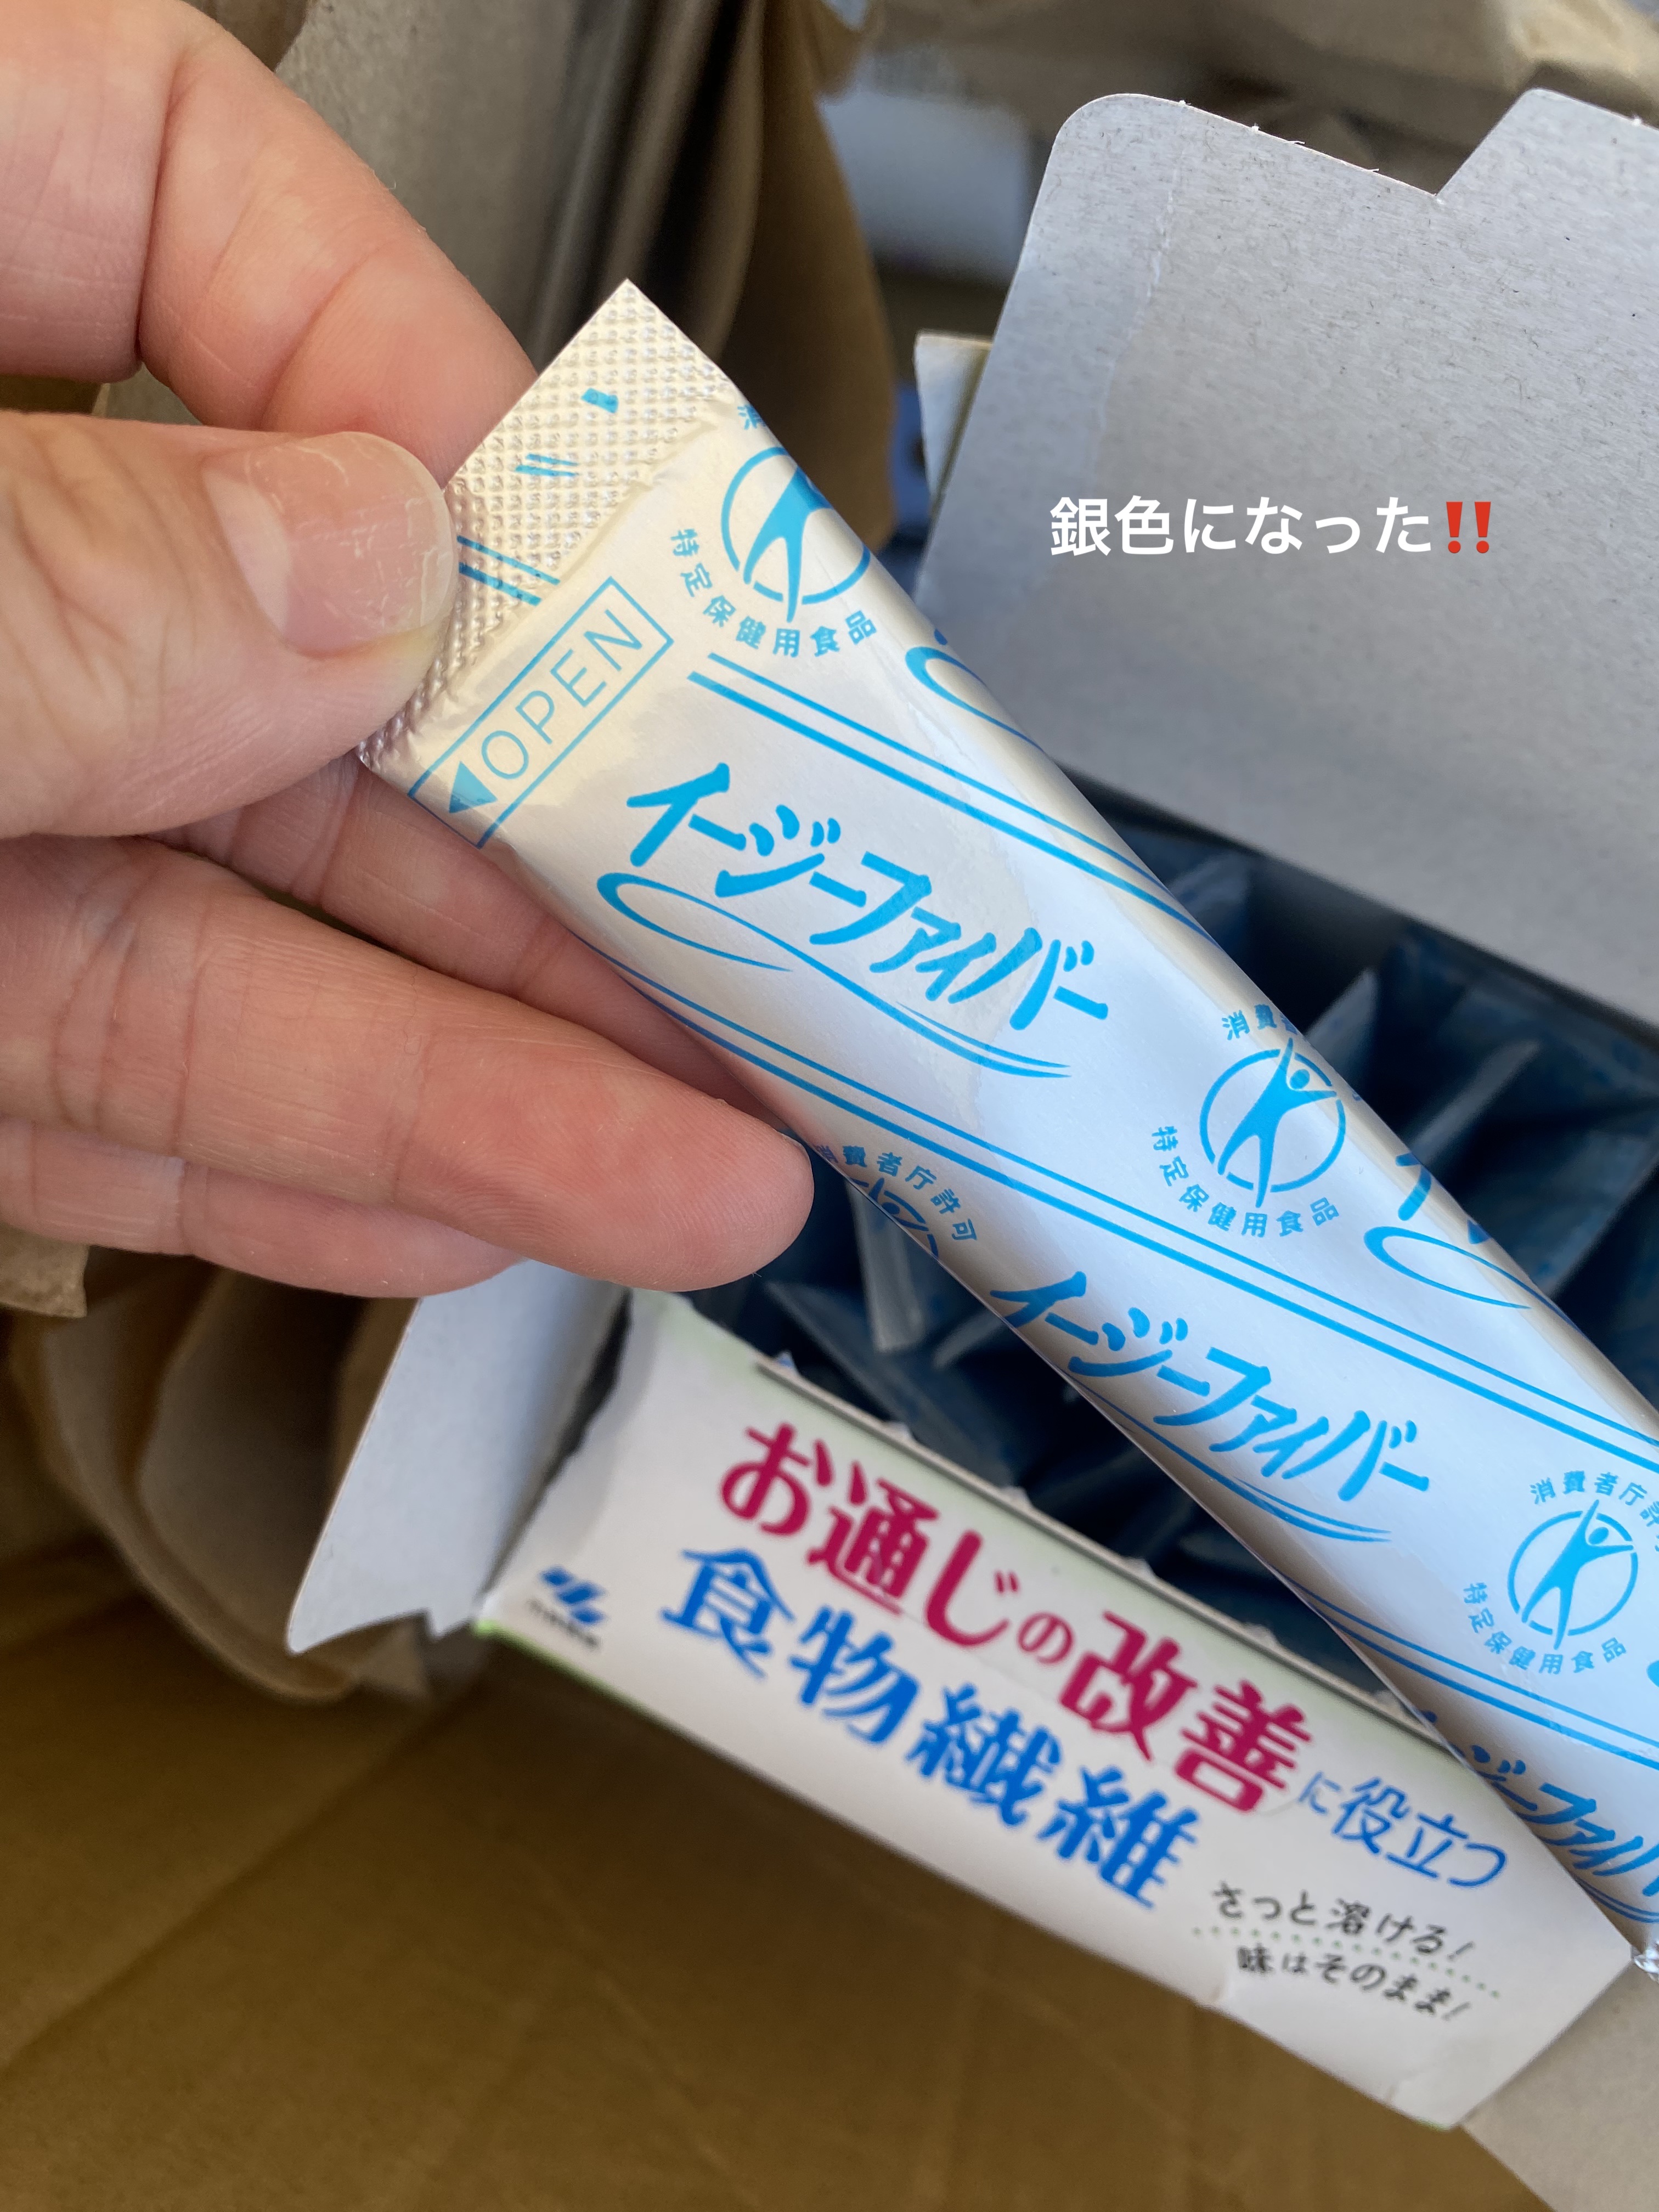 銀色になった‼️
特定保健用食品
OPEN
イージーファイバー
消費
特定保健用食品
消費者庁許可
イージーファイバー
消費者庁許
特定保健用食品
お通じの改善に役立つ
食物繊維
さっと溶ける!
味はそのまま!